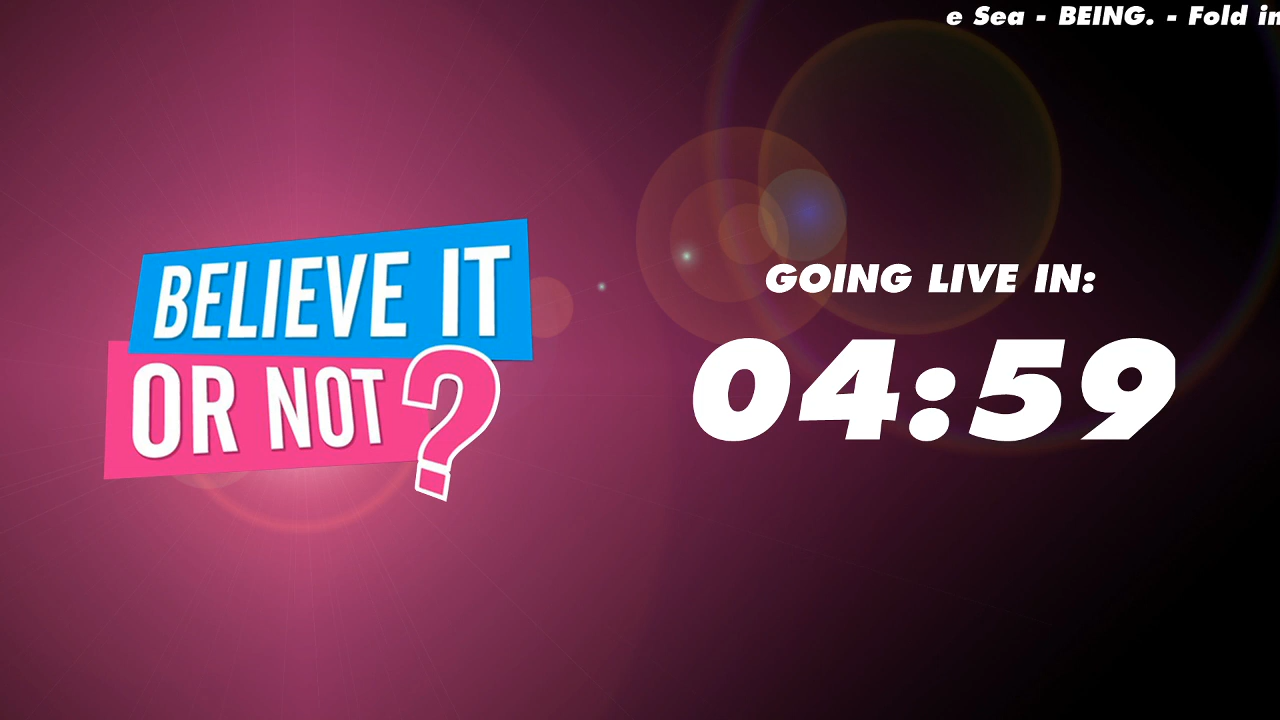 e Sea - BEING. - Fold in
BELIEVE IT
OR NOT?
GOING LIVE IN:
04:59